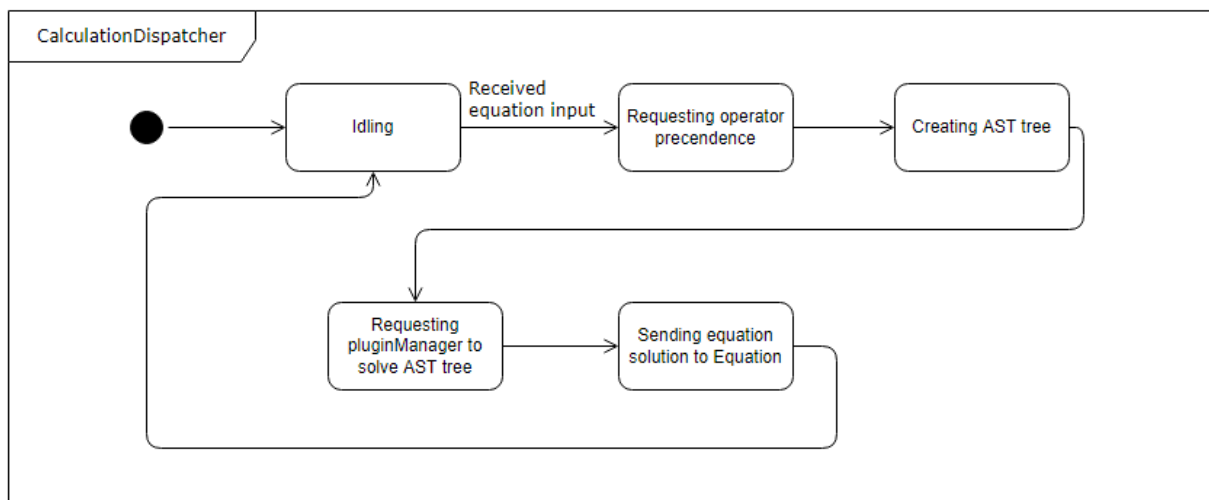 CalculationDispatcher
Received
equation input
Idling
Requesting operator
precendence
Creating AST tree
Requesting
pluginManager to
solve AST tree
Sending equation
solution to Equation